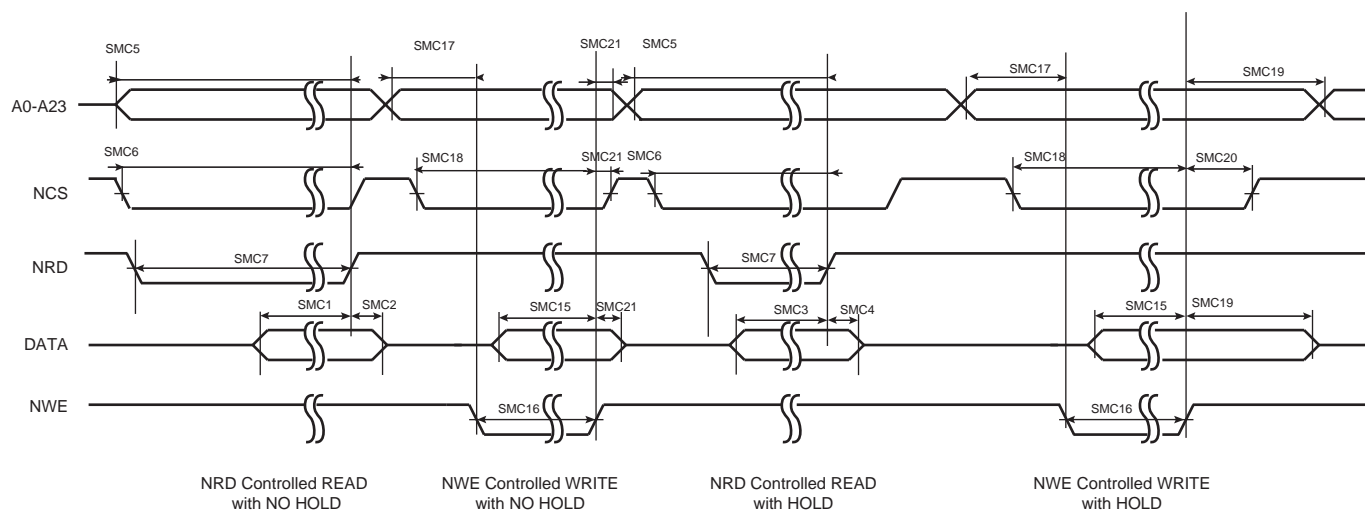 SMC5
SMC17
SMC21
SMC5
SMC17
SMC19
A0-A23
SMC6
SMC18
SMC21
SMC6
SMC18
SMC20
NCS
SMC7
SMC7
NRD
SMC1
SMC2
SMC15
SMC21
SMC3
SMC4
SMC15
SMC19
DATA
NWE
SMC16
SMC16
NRD Controlled READ
with NO HOLD
NWE Controlled WRITE
with NO HOLD
NRD Controlled READ
with HOLD
NWE Controlled WRITE
with HOLD